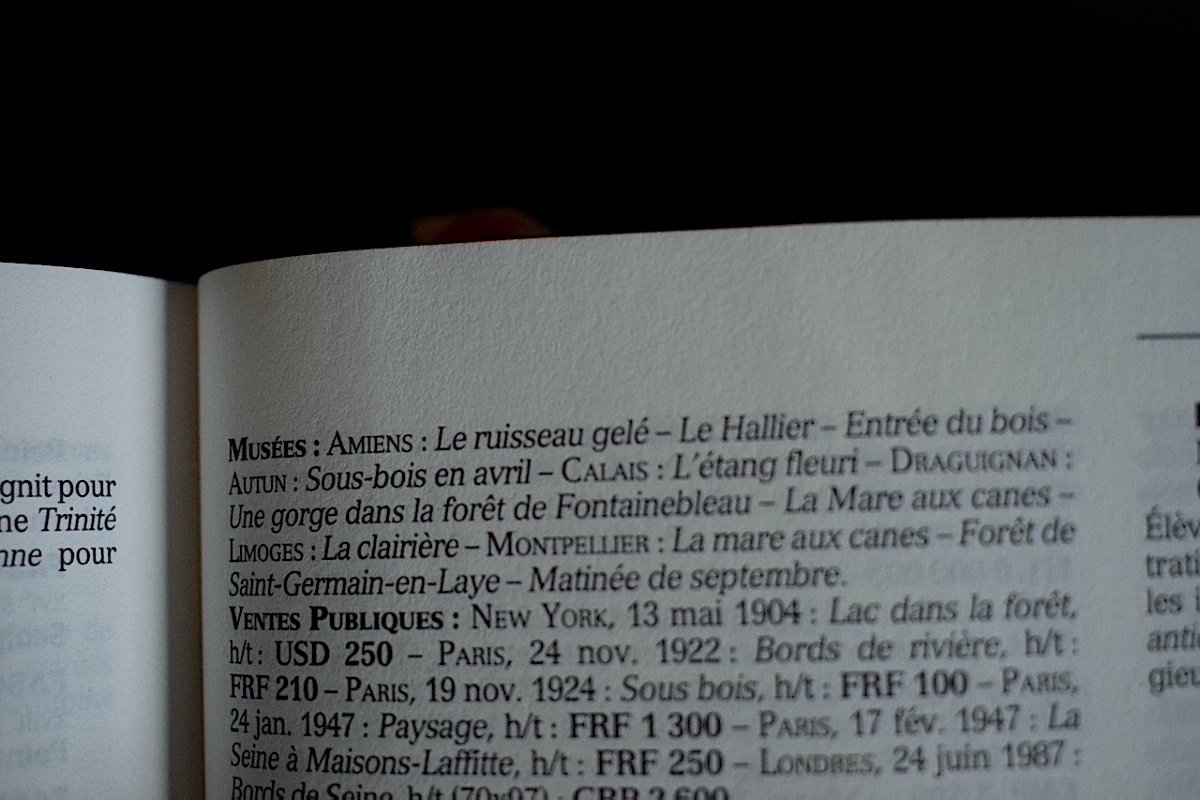 gnit pour
ne Trinité
nne pour
MUSÉES : AMIENS : Le ruisseau gelé – Le Hallier – Entrée du bois –
AUTUN : Sous-bois en avril – CALAIS : L'étang fleuri – DRAGUIGNAN :
Une gorge dans la forêt de Fontainebleau – La Mare aux canes –
LIMOGES : La clairière – MONTPELLIER : La mare aux canes – Forêt de
Saint-Germain-en-Laye – Matinée de septembre.
VENTES PUBLIQUES : NEW YORK, 13 mai 1904 : Lac dans la forêt,
h/t : USD 250 – PARIS, 24 nov. 1922 : Bords de rivière, h/t :
FRF 210 – PARIS, 19 nov. 1924 : Sous bois, h/t : FRF 100 – PARIS,
24 jan. 1947 : Paysage, h/t : FRF 1 300 – PARIS, 17 fév. 1947 : La
Seine à Maisons-Laffitte, h/t : FRF 250 – LONDRES, 24 juin 1987 :
Bords de Seine, h/t
Élèv
trati
les
anti
gieu